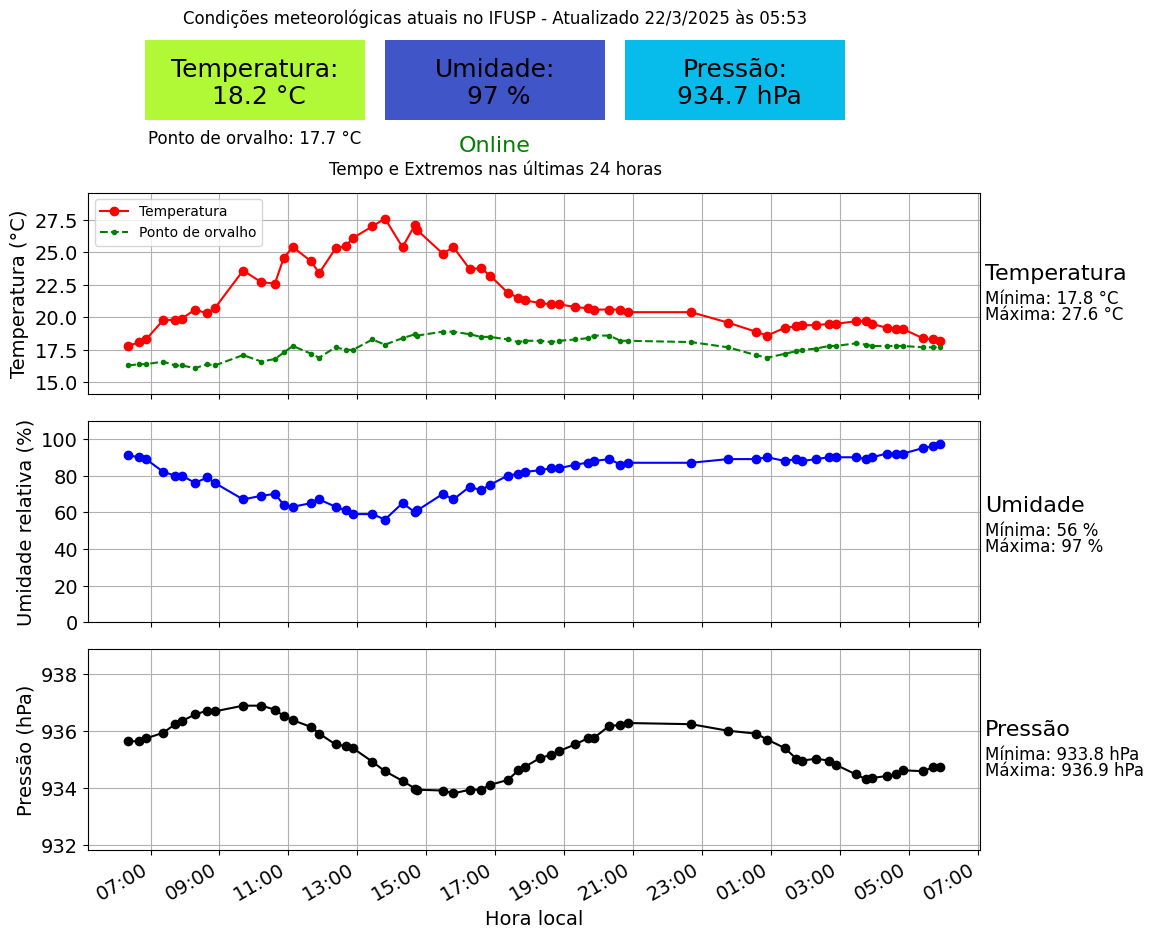 Condições meteorológicas atuais no IFUSP - Atualizado 22/3/2025 às 05:53
Temperatura:
18.2 °C
Umidade:
97 %
Pressão:
934.7 hPa
Ponto de orvalho: 17.7 °C
Online
Tempo e Extremos nas últimas 24 horas
Temperatura (°C)
27.5
25.0
22.5
20.0
17.5
15.0
Temperatura
Ponto de orvalho
Temperatura
Mínima: 17.8 °C
Máxima: 27.6 °C
Umidade relativa (%)
100
80
60
40
20
0
Umidade
Mínima: 56 %
Máxima: 97 %
Pressão (hPa)
938
936
934
932
Pressão
Mínima: 933.8 hPa
Máxima: 936.9 hPa
07:00 09:00 11:00 13:00 15:00 17:00 19:00 21:00 23:00 01:00 03:00 05:00 07:00
Hora local